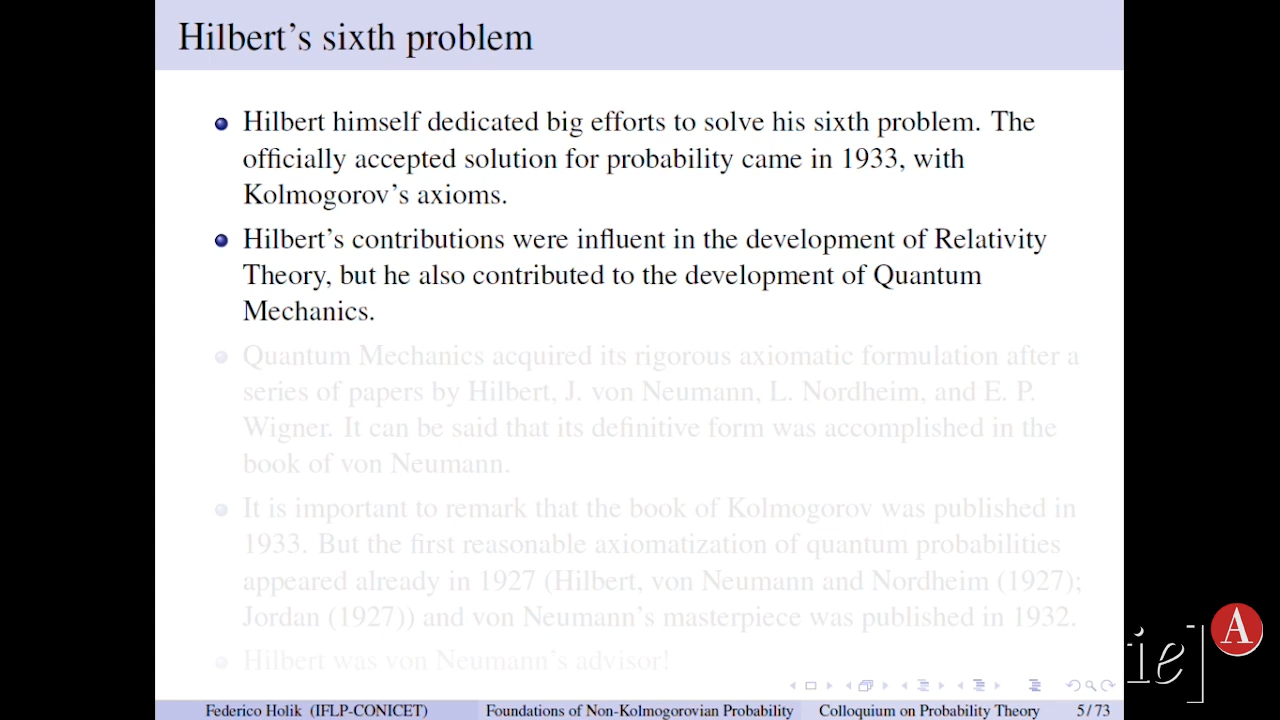 Hilbert's sixth problem
Hilbert himself dedicated big efforts to solve his sixth problem. The
officially accepted solution for probability came in 1933, with
Kolmogorov's axioms.
Hilbert's contributions were influent in the development of Relativity
Theory, but he also contributed to the development of Quantum
Mechanics.
Quantum Mechanics acquired its rigorous axiomatic formulation after a
series of papers by Hilbert, J. von Neumann, L. Nordheim, and E. P.
Wigner. It can be said that its definitive form was accomplished in the
book of von Neumann.
It is important to remark that the book of Kolmogorov was published in
1933. But the first reasonable axiomatization of quantum probabilities
appeared already in 1927 (Hilbert, von Neumann and Nordheim (1927);
Jordan (1927)) and von Neumann's masterpiece was published in 1932.
Hilbert was von Neumann's advisor!
Federico Holik (IFLP-CONICET) Foundations of Non-Kolmogorovian Probability Colloquium on Probability Theory 5 / 73
ie]
A